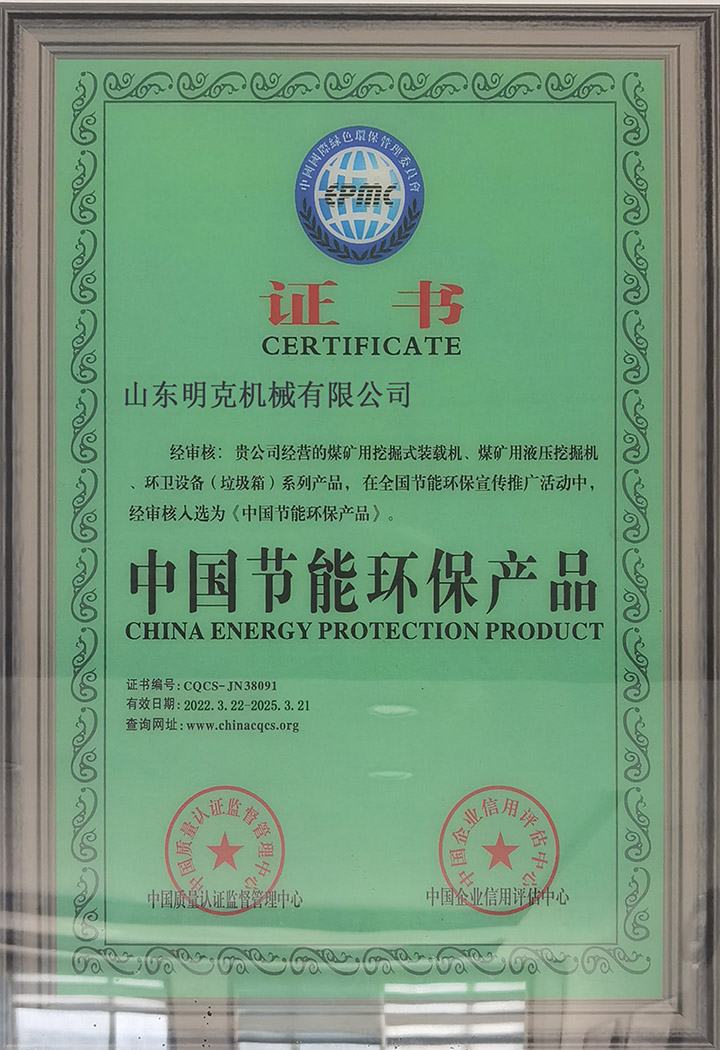 中國國際綠色環保管理委員會
EPMC
证 书
CERTIFICATE
山东明克机械有限公司
经审核：贵公司经营的煤矿用挖掘式装载机、煤矿用液压挖掘机
、环卫设备（垃圾箱）系列产品，在全国节能环保宣传推广活动中，
经审核入选为《中国节能环保产品》。
中国节能环保产品
CHINA ENERGY PROTECTION PRODUCT
证书编号：CQCS-JN38091
有效日期：2022.3.22-2025.3.21
查询网址：www.chinacqcs.org
中国质量认证监督管理中心
中国质量认证监督管理中心
中国企业信用评估中心
中国企业信用评估中心